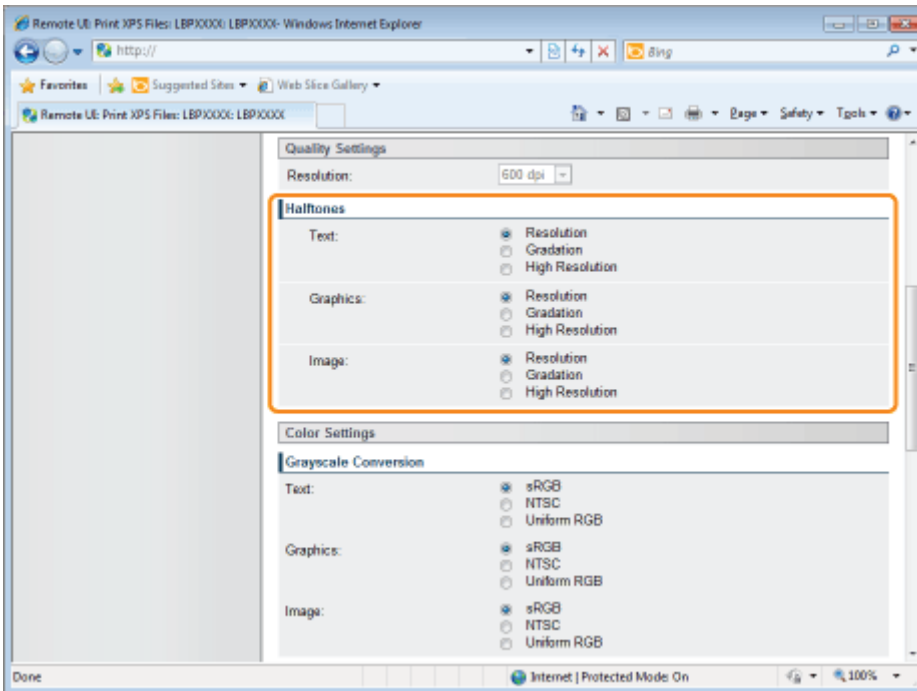 Remote UI: Print XPS Files: LBPXXXX: LBPXXXX- Windows Internet Explorer
http://
Bing
Favorites Suggested Sites Web Slice Gallery
Remote UI: Print XPS Files: LBPXXXX: LBPXXXX Page Safety Tools
Quality Settings
Resolution: 600 dpi
Halftones
Text: Resolution
Gradation
High Resolution
Graphics: Resolution
Gradation
High Resolution
Image: Resolution
Gradation
High Resolution
Color Settings
Grayscale Conversion
Text: sRGB
NTSC
Uniform RGB
Graphics: sRGB
NTSC
Uniform RGB
Image: sRGB
NTSC
Uniform RGB
Done Internet | Protected Mode: On 100%